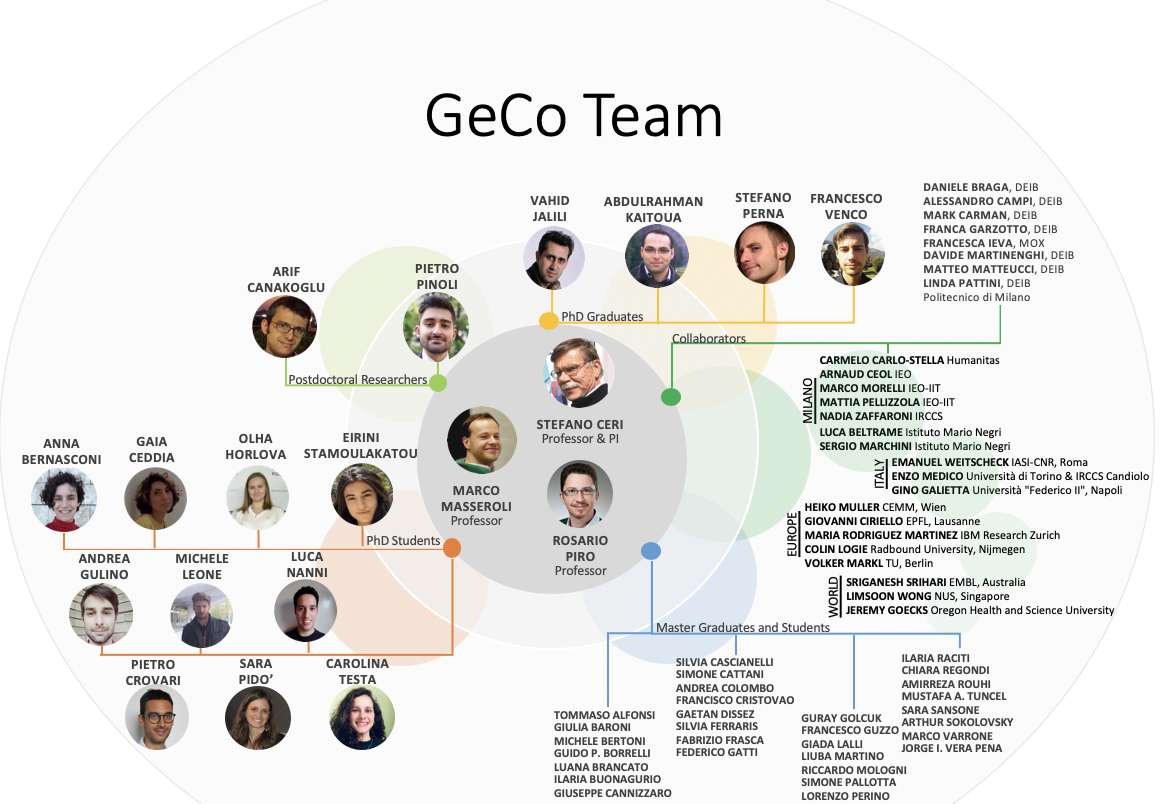 GeCo Team
VAHID
JALILI
ABDULRAHMAN
KAITOUA
STEFANO
PERNA
FRANCESCO
VENCO
PhD Graduates
DANIELE BRAGA, DEIB
ALESSANDRO CAMPI, DEIB
MARK CARMAN, DEIB
FRANCA GARZOTTO, DEIB
FRANCESCA IEVA, MOX
DAVIDE MARTINENGHI, DEIB
MATTEO MATTEUCCI, DEIB
LINDA PATTINI, DEIB
Politecnico di Milano
Collaborators
ARIF
CANAKOGLU
PIETRO
PINOLI
Postdoctoral Researchers
STEFANO CERI
Professor & PI
MARCO
MASSEROLI
Professor
ROSARIO
PIRO
Professor
MILANO
CARMELO CARLO-STELLA Humanitas
ARNAUD CEOL IEO
MARCO MORELLI IEO-IIT
MATTIA PELLIZZOLA IEO-IIT
NADIA ZAFFARONI IRCCS
LUCA BELTRAME Istituto Mario Negri
SERGIO MARCHINI Istituto Mario Negri
ITALY
EMANUEL WEITSCHECK IASI-CNR, Roma
ENZO MEDICO Università di Torino & IRCCS Candiolo
GINO GALIETTA Università "Federico II", Napoli
EUROPE
HEIKO MULLER CEMM, Wien
GIOVANNI CIRIELLO EPFL, Lausanne
MARIA RODRIGUEZ MARTINEZ IBM Research Zurich
COLIN LOGIE Radbound University, Nijmegen
VOLKER MARKL TU, Berlin
WORLD
SRIGANESH SRIHARI EMBL, Australia
LIMSOON WONG NUS, Singapore
JEREMY GOECKS Oregon Health and Science University
ANNA
BERNASCONI
GAIA
CEDDIA
OLHA
HORLOVA
EIRINI
STAMOULAKATOU
PhD Students
ANDREA
GULINO
MICHELE
LEONE
LUCA
NANNI
PIETRO
CROVARI
SARA
PIDO'
CAROLINA
TESTA
Master Graduates and Students
TOMMASO ALFONSI
GIULIA BARONI
MICHELE BERTONI
GUIDO P. BORRELLI
LUANA BRANCATO
ILARIA BUONAGURIO
GIUSEPPE CANNIZZARO
SILVIA CASCIANELLI
SIMONE CATTANI
ANDREA COLOMBO
FRANCISCO CRISTOVAO
GAETAN DISSEZ
SILVIA FERRARIS
FABRIZIO FRASCA
FEDERICO GATTI
GURAY GOLCUK
FRANCESCO GUZZO
GIADA LALLI
LIUBA MARTINO
RICCARDO MOLOGNI
SIMONE PALLOTTA
LORENZO PERINO
ILARIA RACITI
CHIARA REGONDI
AMIRREZA ROUHI
MUSTAFA A. TUNCEL
SARA SANSONE
ARTHUR SOKOLOVSKY
MARCO VARRONE
JORGE I. VERA PENA